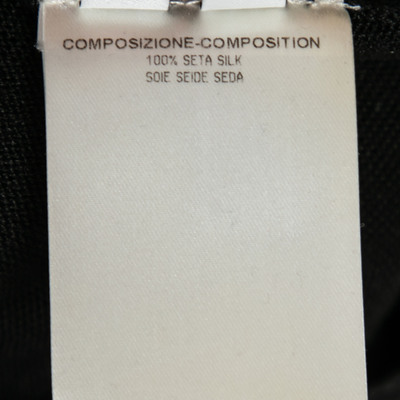 COMPOSIZIONE-COMPOSITION
100% SETA SILK
SOIE SEIDE SEDA